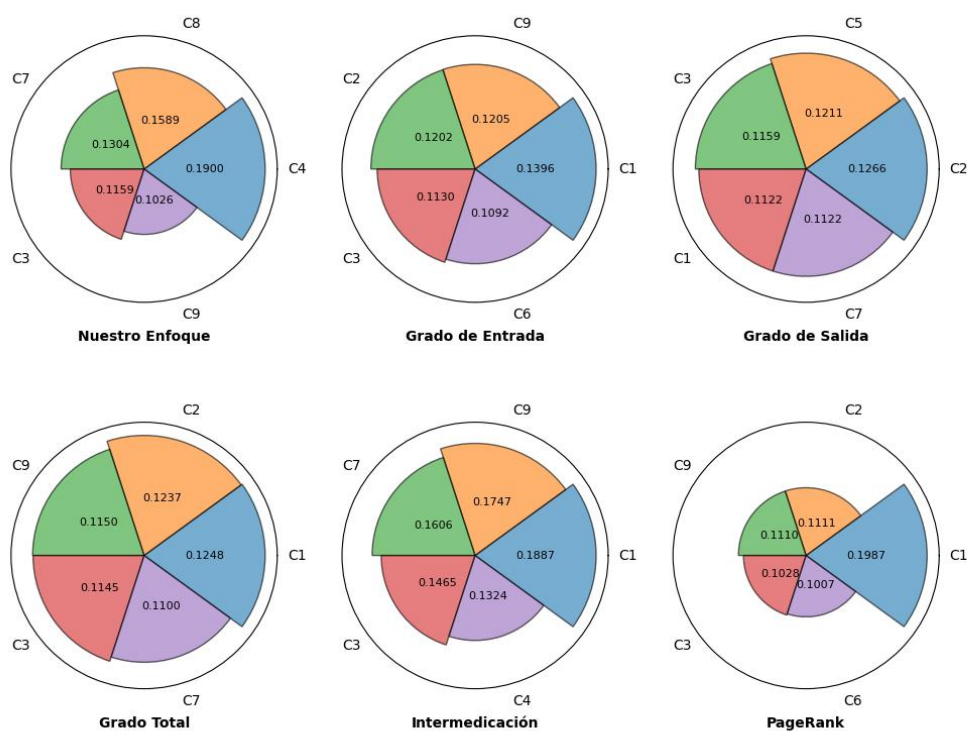 C8
C9
C5
C7
C2
C3
0.1589
0.1304
0.1205
0.1202
0.1211
0.1159
0.1900
C4
0.1396
C1
0.1266
C2
0.1159
0.1026
0.1130
0.1092
0.1122
0.1122
C3
C3
C1
C9
C6
C7
Nuestro Enfoque
Grado de Entrada
Grado de Salida
C2
C9
C2
C9
C7
C9
0.1237
0.1150
0.1747
0.1606
0.1111
0.1110
0.1248
C1
0.1887
C1
0.1987
C1
0.1145
0.1100
0.1465
0.1324
0.1028
0.1007
C3
C3
C3
C7
C4
C6
Grado Total
Intermedicación
PageRank